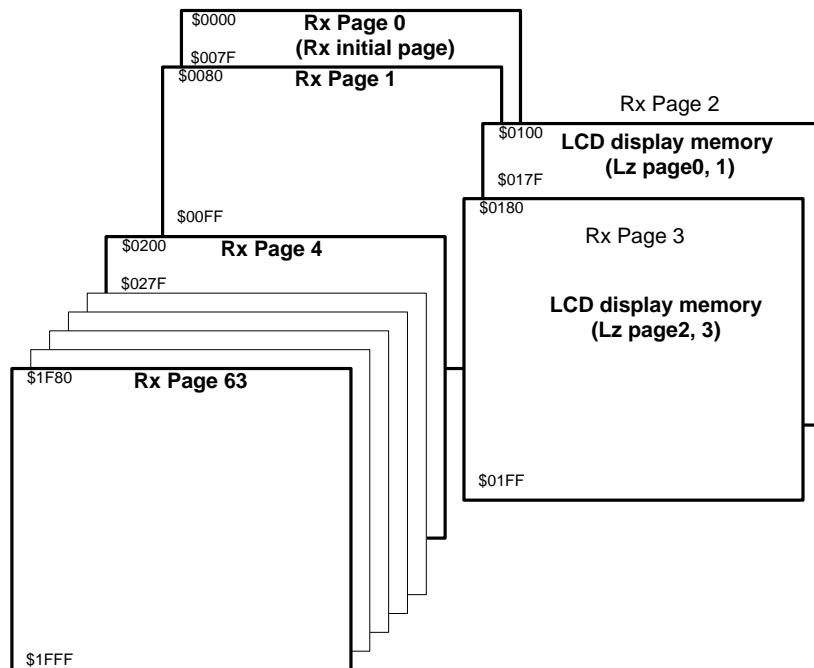 $0000
Rx Page 0
(Rx initial page)
$007F
$0080
Rx Page 1
$00FF
Rx Page 2
$0100
LCD display memory
(Lz page0, 1)
$017F
$0180
Rx Page 3
LCD display memory
(Lz page2, 3)
$01FF
$0200
Rx Page 4
$027F
$1F80
Rx Page 63
$1FFF